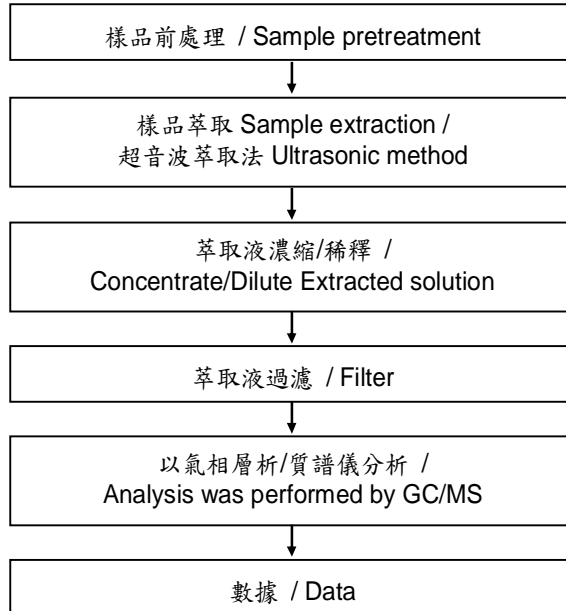 樣品前處理 / Sample pretreatment
樣品萃取 Sample extraction /
超音波萃取法 Ultrasonic method
萃取液濃縮/稀釋 /
Concentrate/Dilute Extracted solution
萃取液過濾 / Filter
以氣相層析/質譜儀分析 /
Analysis was performed by GC/MS
數據 / Data